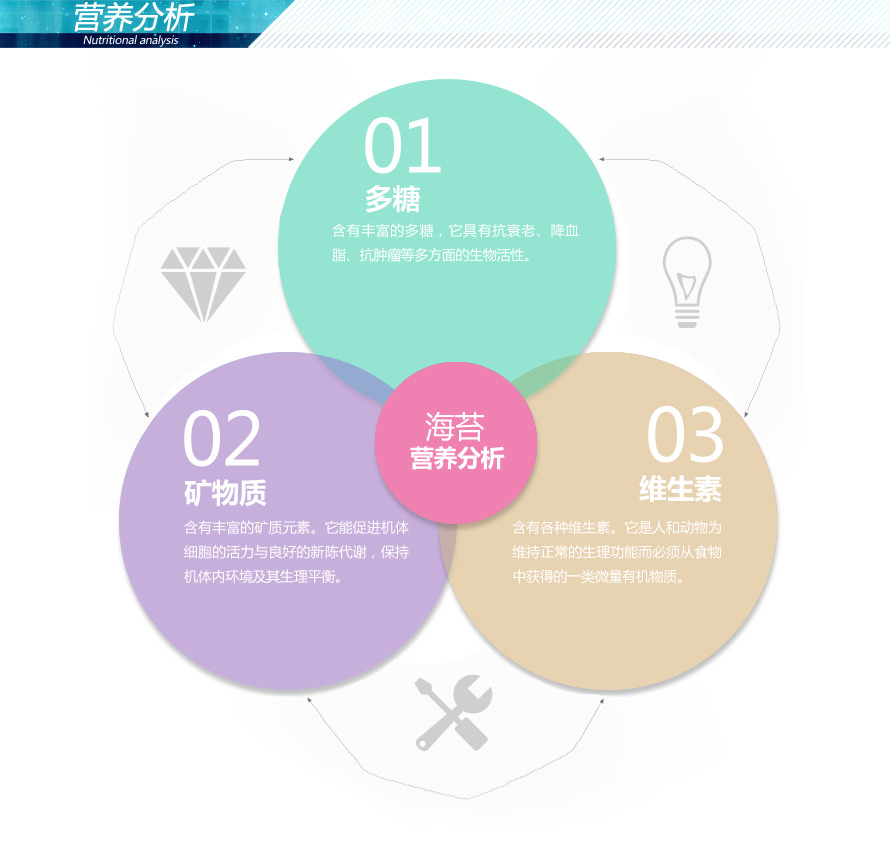 营养分析
Nutritional analysis
01
多糖
含有丰富的多糖，它具有抗衰老、降血
脂、抗肿瘤等多方面的生物活性。
海苔
营养分析
02
矿物质
含有丰富的矿质元素。它能促进机体
细胞的活力与良好的新陈代谢，保持
机体内环境及其生理平衡。
03
维生素
含有各种维生素。它是人和动物为
维持正常的生理功能而必须从食物
中获得的一类微量有机物质。